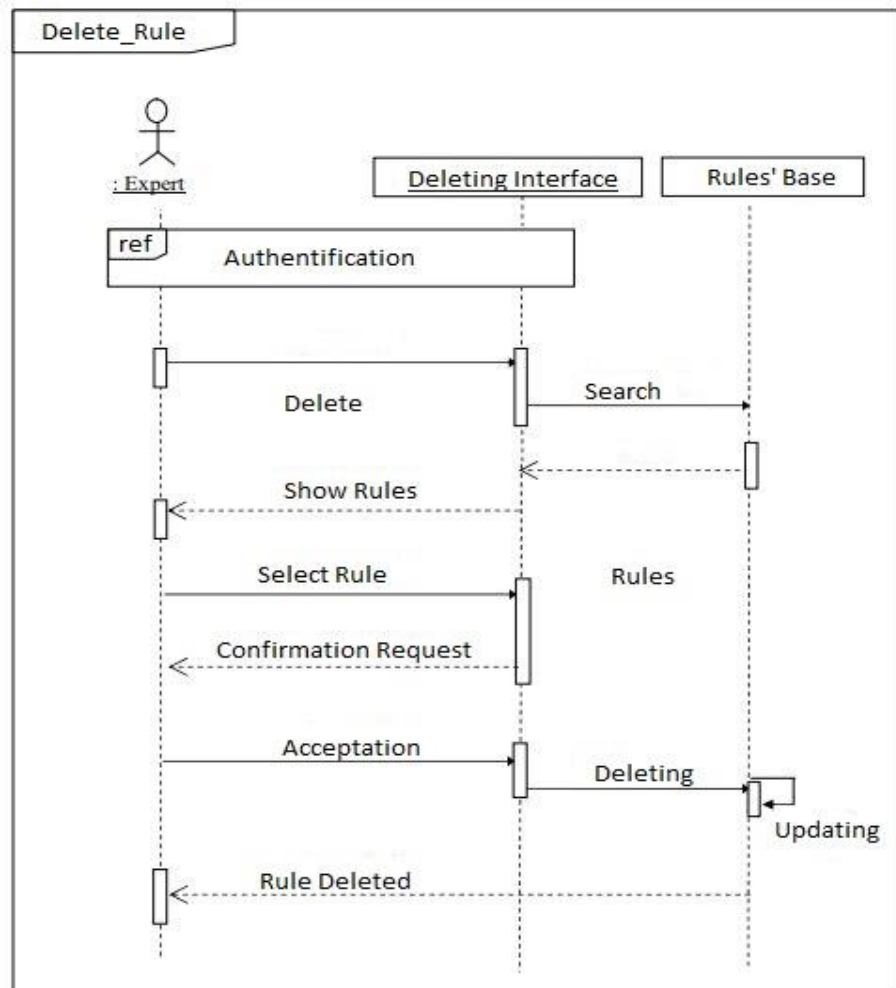 Delete_Rule
: Expert
Deleting Interface
Rules' Base
ref
Authentification
Delete
Search
Show Rules
Select Rule
Rules
Confirmation Request
Acceptation
Deleting
Updating
Rule Deleted